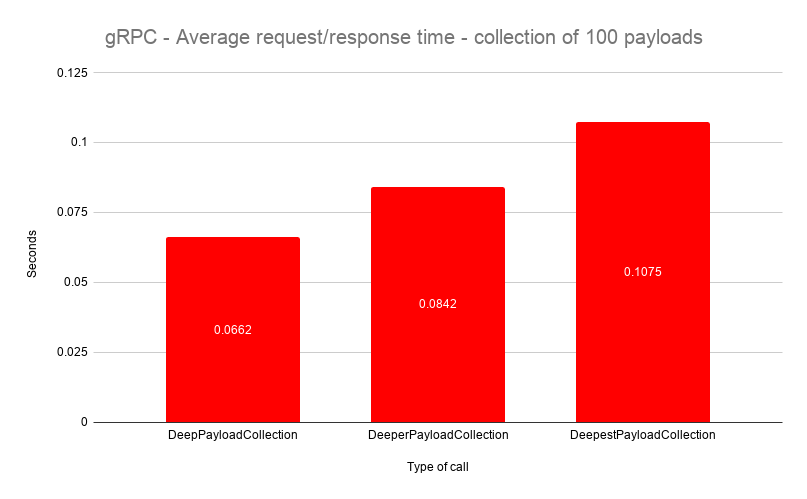 gRPC - Average request/response time - collection of 100 payloads
0.125
0.1
0.075
0.05
0.025
0
Seconds
0.0662
0.0842
0.1075
DeepPayloadCollection
DeeperPayloadCollection
DeepestPayloadCollection
Type of call